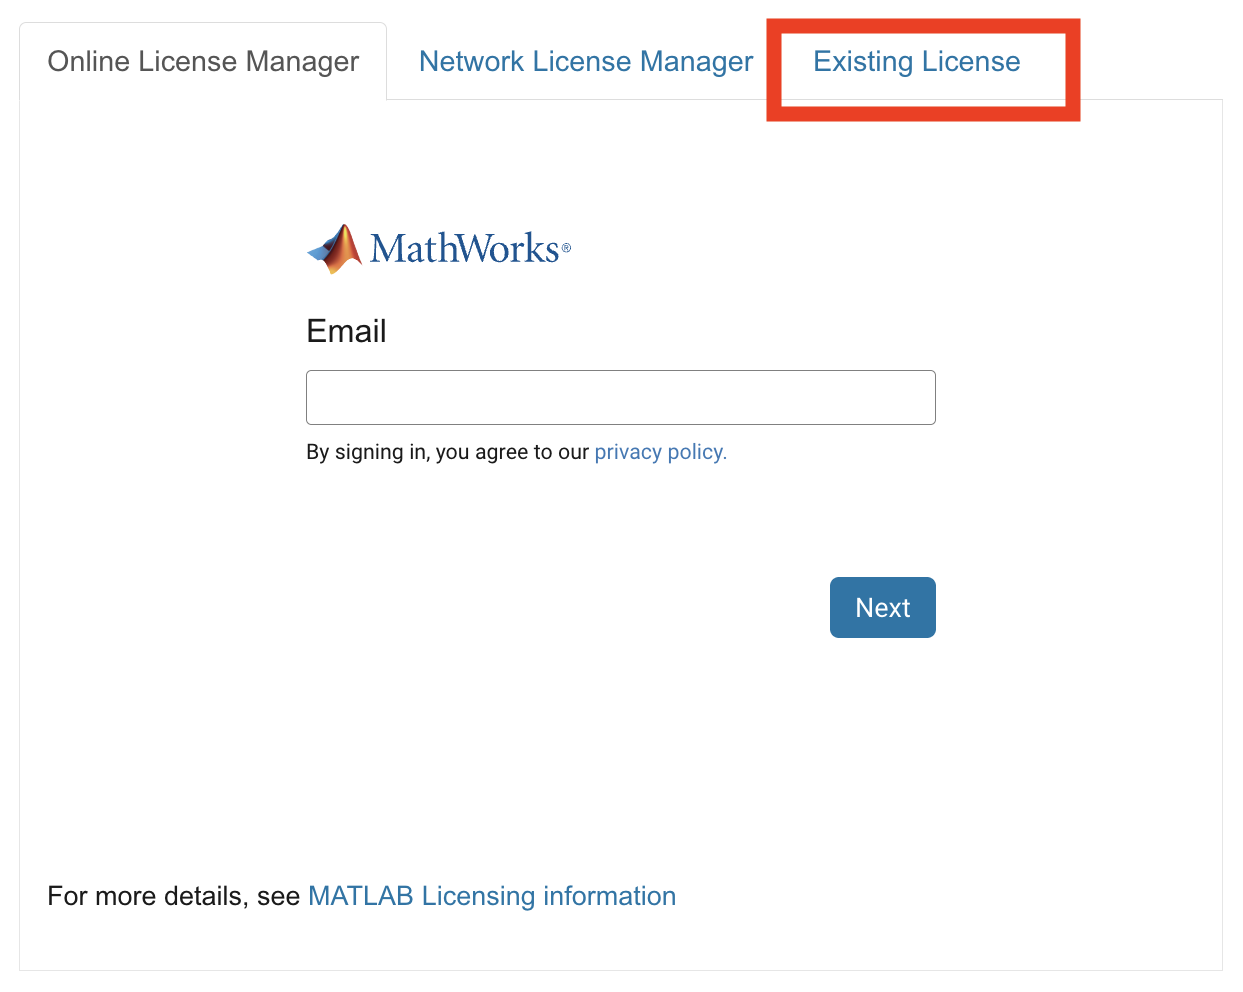 Online License Manager Network License Manager Existing License
MathWorks®
Email
By signing in, you agree to our privacy policy.
Next
For more details, see MATLAB Licensing information